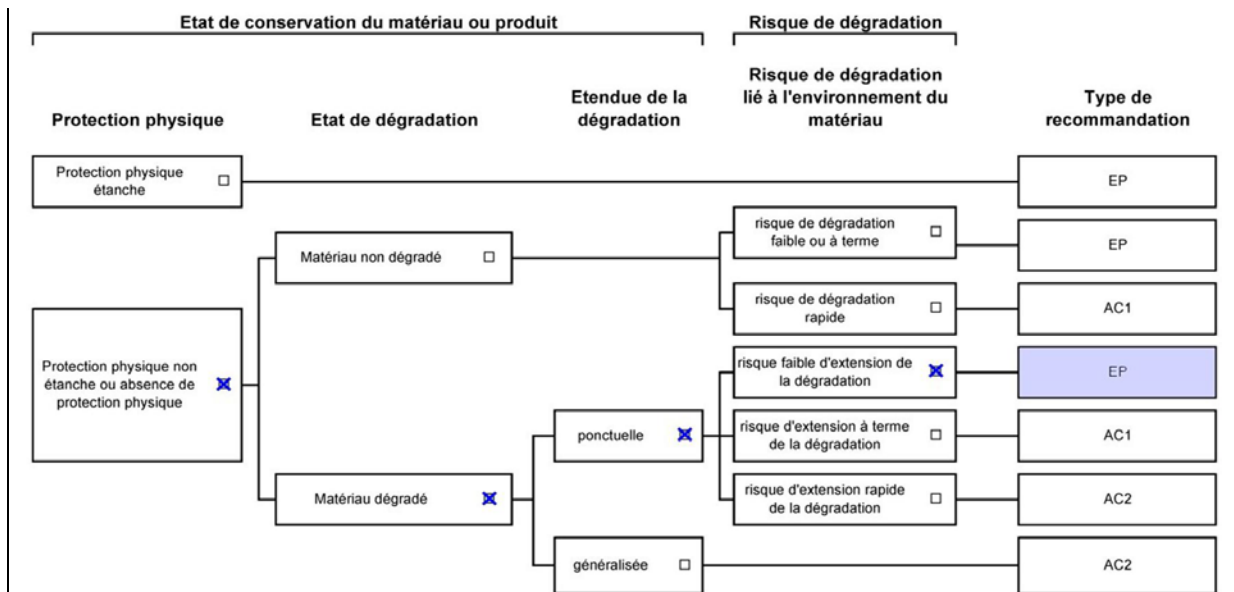 Etat de conservation du matériau ou produit
Risque de dégradation
Protection physique
Etat de dégradation
Etendue de la
dégradation
Risque de dégradation
lié à l'environnement du
matériau
Type de
recommandation
Protection physique
étanche
EP
risque de dégradation
faible ou à terme
EP
Matériau non dégradé
risque de dégradation
rapide
AC1
Protection physique non
étanche ou absence de
protection physique
risque faible d'extension de
la dégradation
EP
ponctuelle
risque d'extension à terme
de la dégradation
AC1
Matériau dégradé
risque d'extension rapide
de la dégradation
AC2
généralisée
AC2